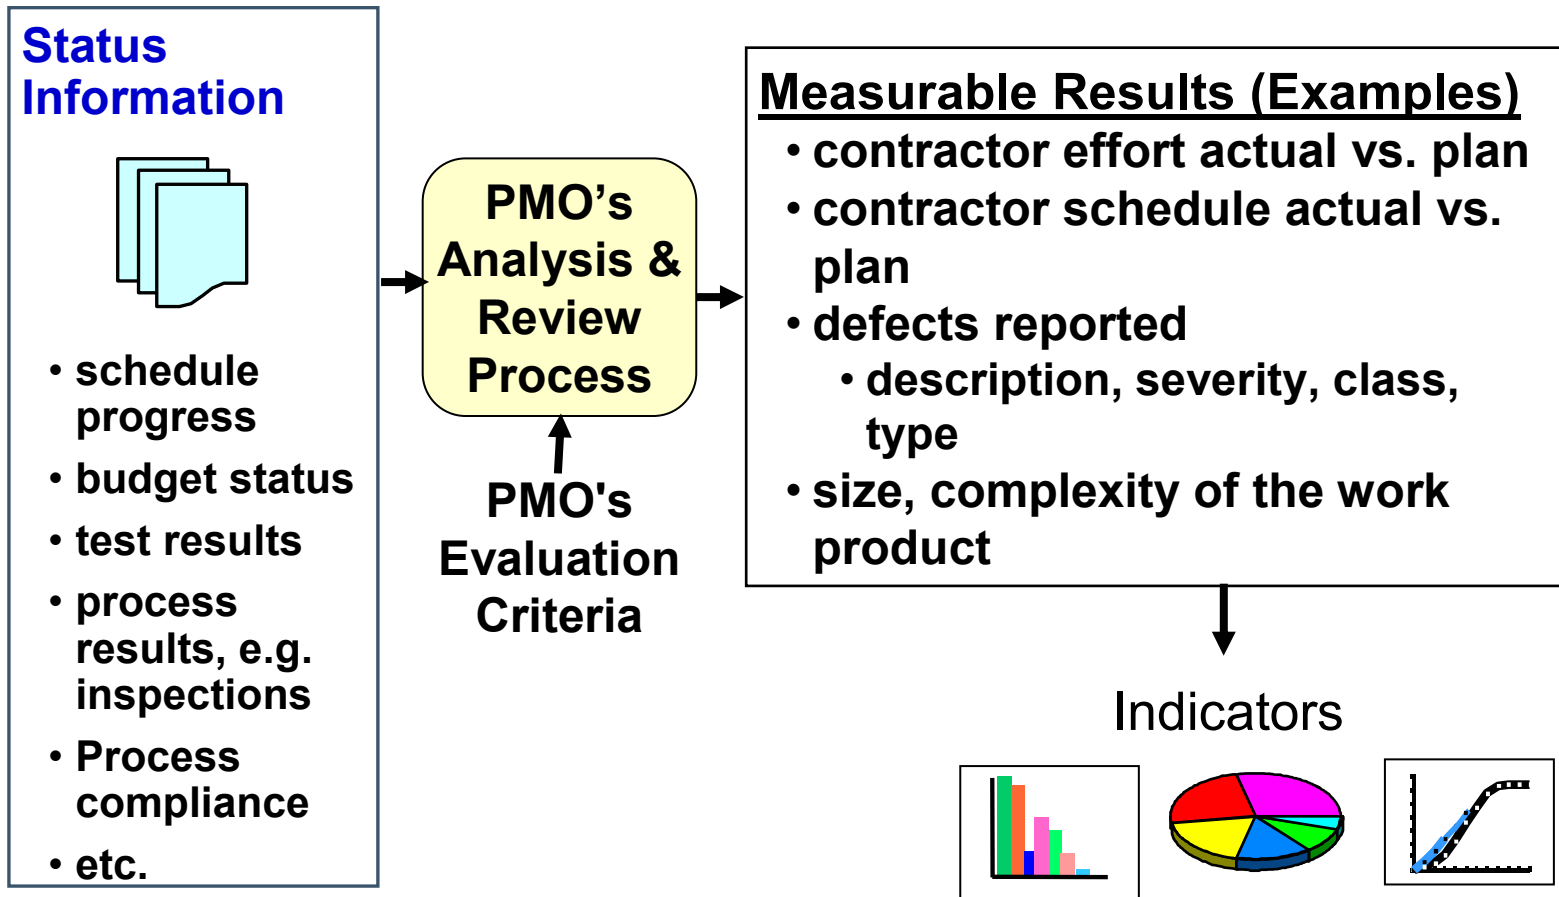 Status
Information
• schedule
progress
• budget status
• test results
• process
results, e.g.
inspections
• Process
compliance
• etc.
PMO’s
Analysis &
Review
Process
PMO's
Evaluation
Criteria
Measurable Results (Examples)
• contractor effort actual vs. plan
• contractor schedule actual vs.
plan
• defects reported
• description, severity, class,
type
• size, complexity of the work
product
Indicators